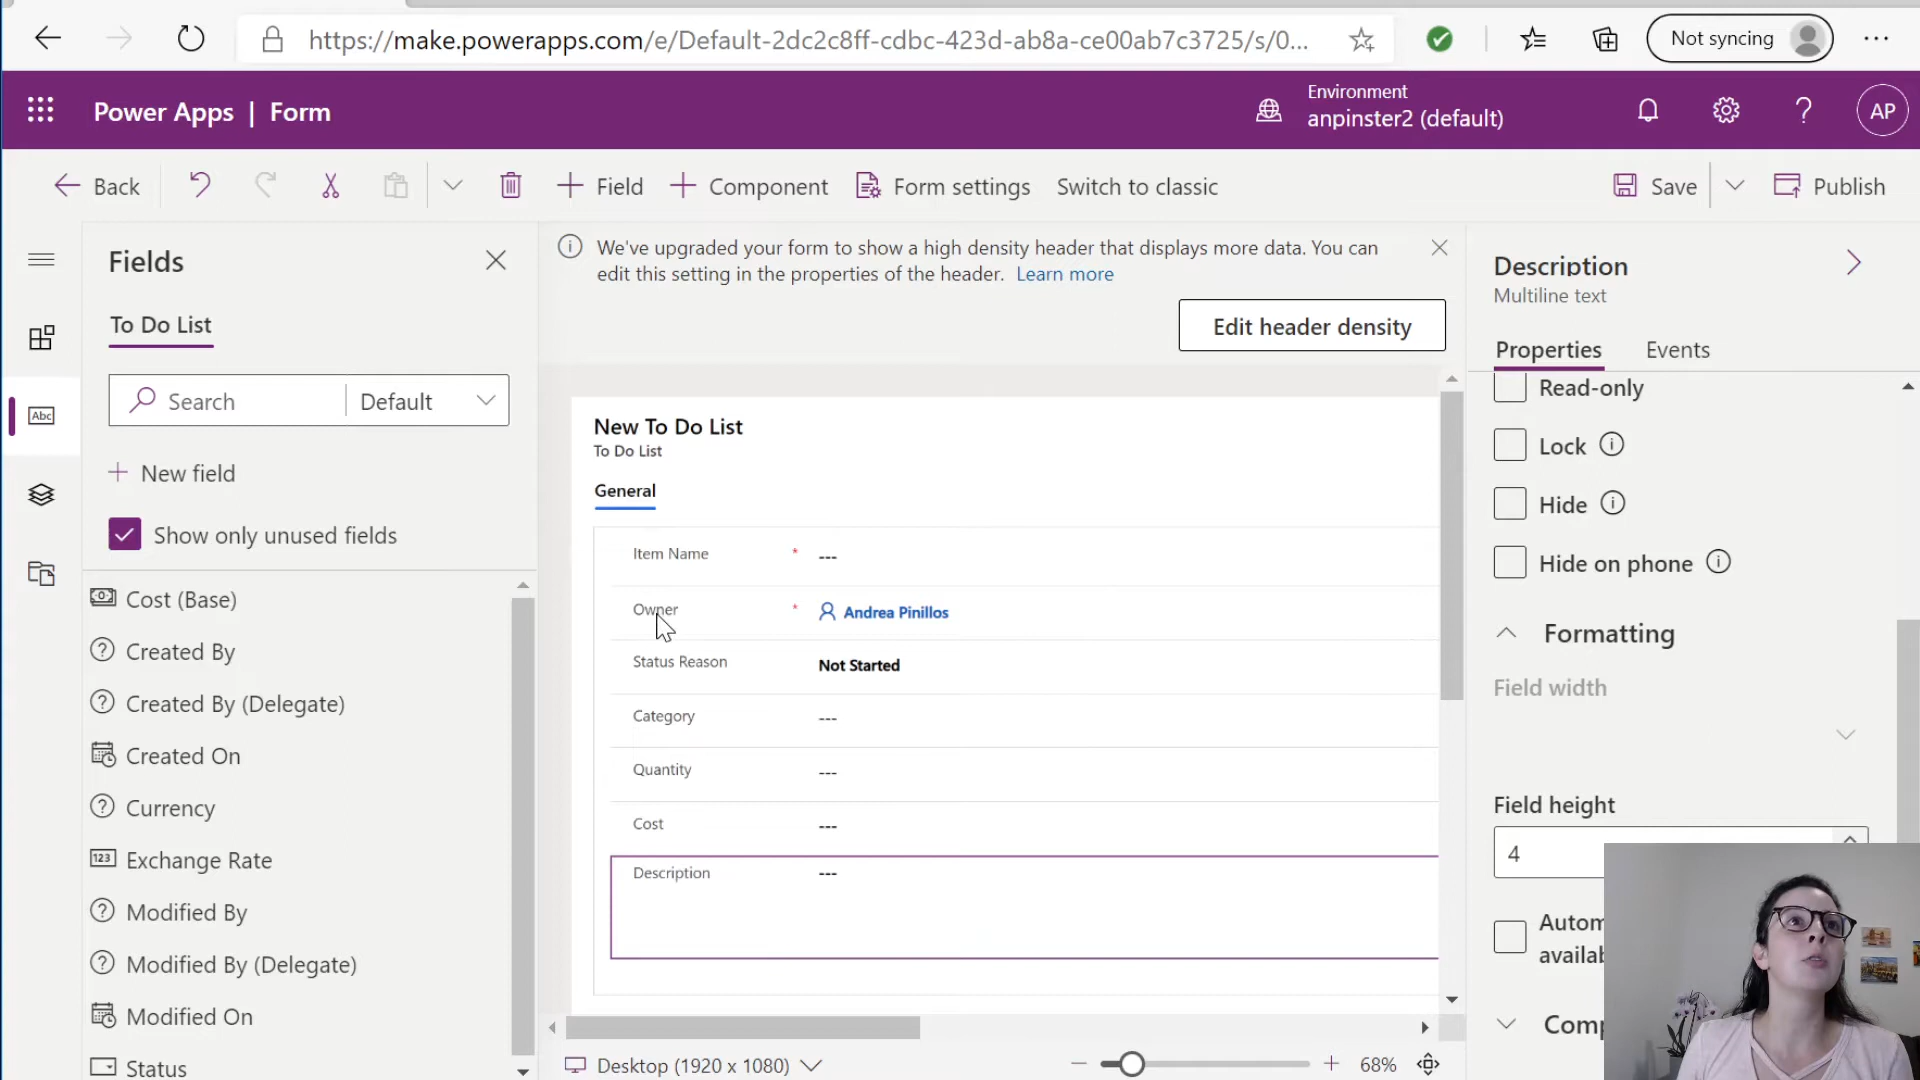 https://make.powerapps.com/e/Default-2dc2c8ff-cdbc-423d-ab8a-ce00ab7c3725/s/0...
Not syncing
Power Apps | Form
Environment
anpinster2 (default)
AP
Back
Field
Component
Form settings
Switch to classic
Save
Publish
Fields
To Do List
Search
Default
New field
Show only unused fields
Cost (Base)
Created By
Created By (Delegate)
Created On
Currency
Exchange Rate
Modified By
Modified By (Delegate)
Modified On
Status
We've upgraded your form to show a high density header that displays more data. You can
edit this setting in the properties of the header. Learn more
Edit header density
New To Do List
To Do List
General
Item Name * ---
Owner * Andrea Pinillos
Status Reason Not Started
Category ---
Quantity ---
Cost ---
Description ---
Desktop (1920 x 1080)
68%
Description
Multiline text
Properties
Events
Read-only
Lock
Hide
Hide on phone
Formatting
Field width
Field height
4
Autom
availab
Comp